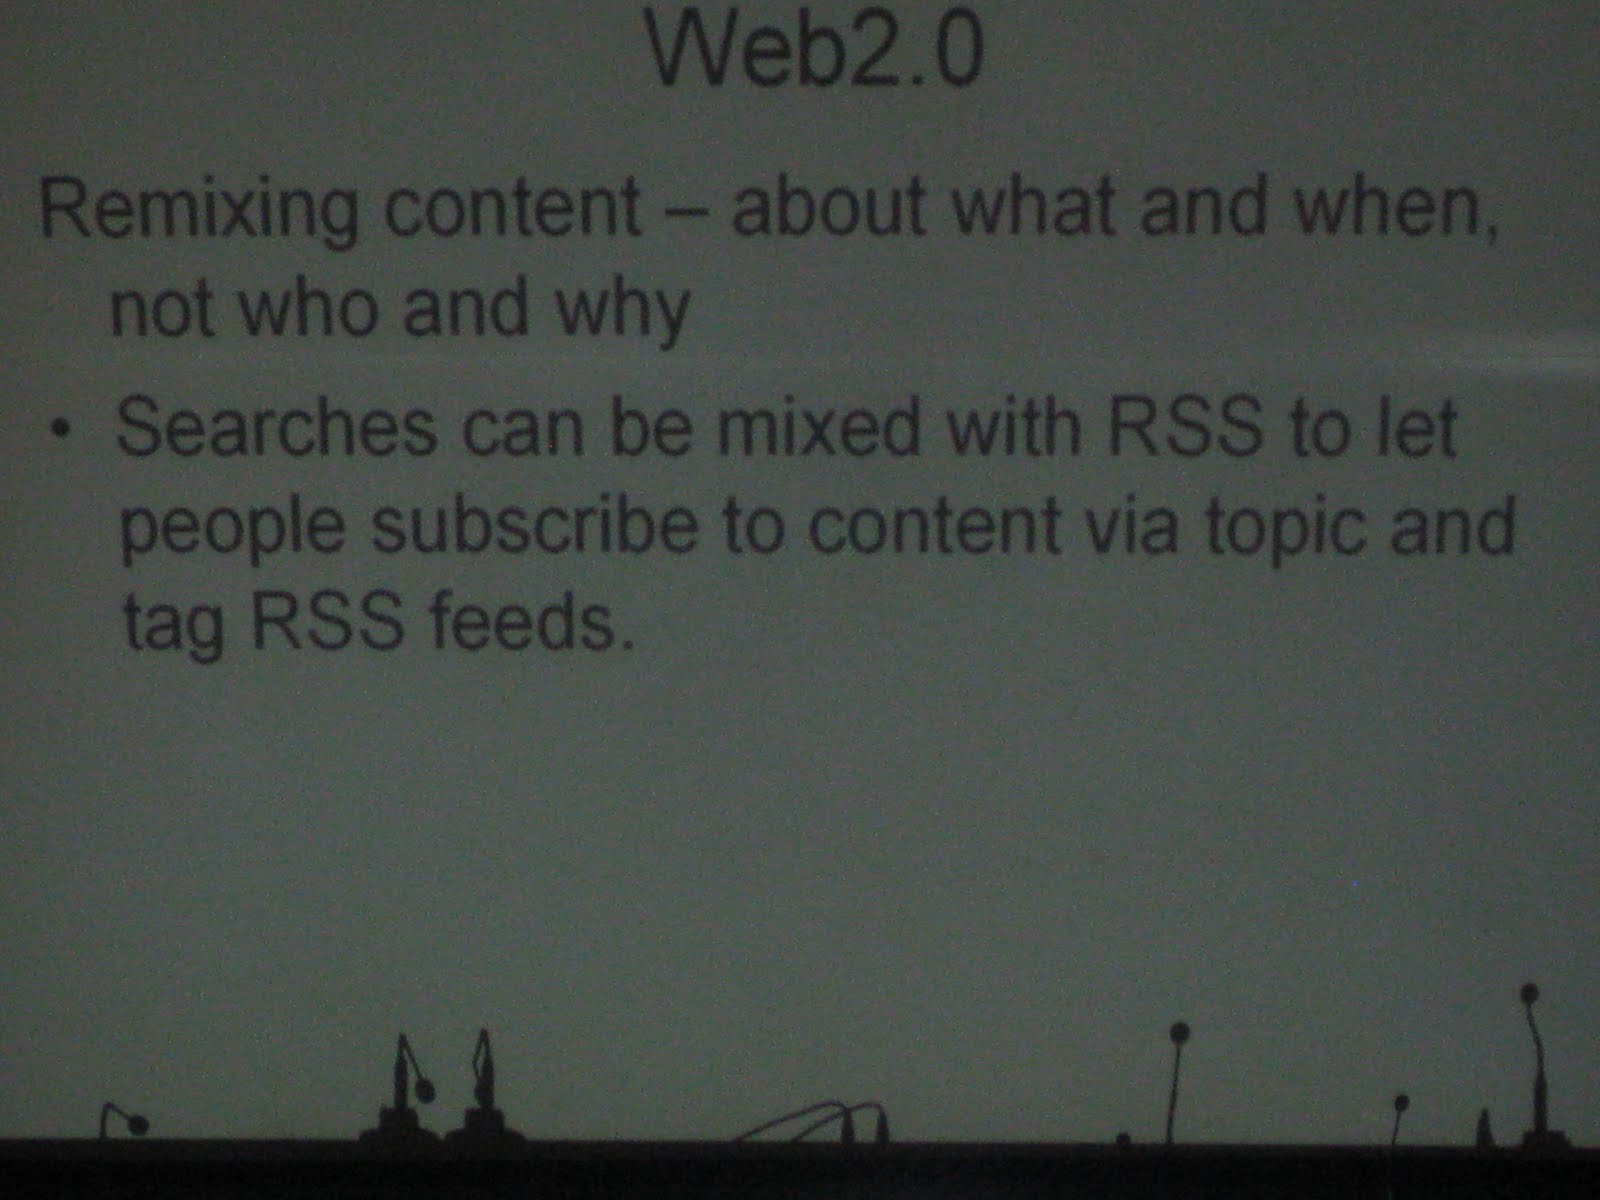 Web2.0
Remixing content – about what and when,
not who and why
• Searches can be mixed with RSS to let
people subscribe to content via topic and
tag RSS feeds.